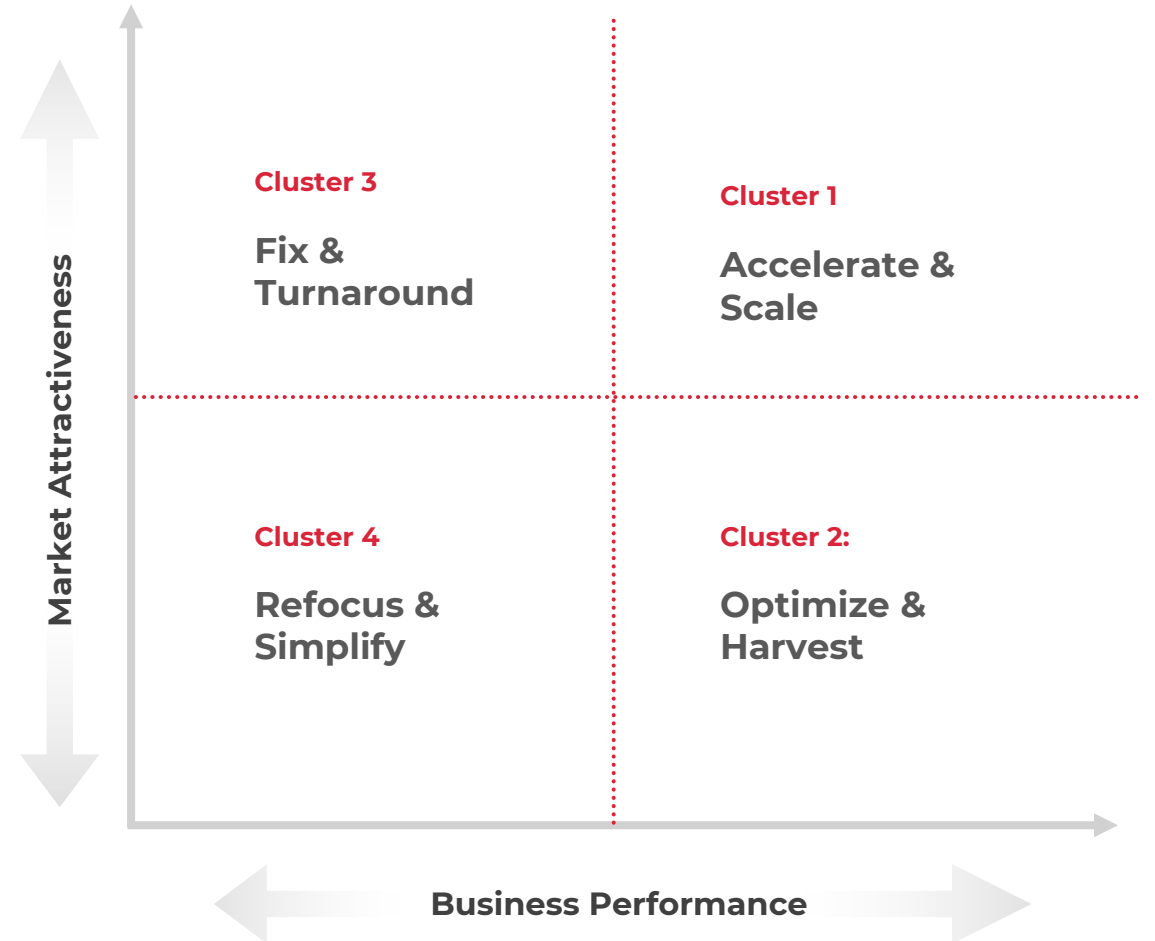 Cluster 3
Fix &
Turnaround
Cluster 1
Accelerate &
Scale
Market Attractiveness
Cluster 4
Refocus &
Simplify
Cluster 2:
Optimize &
Harvest
Business Performance